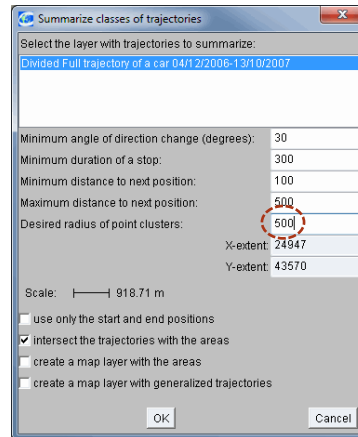 Summarize classes of trajectories
Select the layer with trajectories to summarize:
Divided Full trajectory of a car 04/12/2006-13/10/2007
Minimum angle of direction change (degrees): 30
Minimum duration of a stop: 300
Minimum distance to next position: 100
Maximum distance to next position: 500
Desired radius of point clusters: 500
X-extent: 24947
Y-extent: 43570
Scale: 918.71 m
use only the start and end positions
intersect the trajectories with the areas
create a map layer with the areas
create a map layer with generalized trajectories
OK Cancel